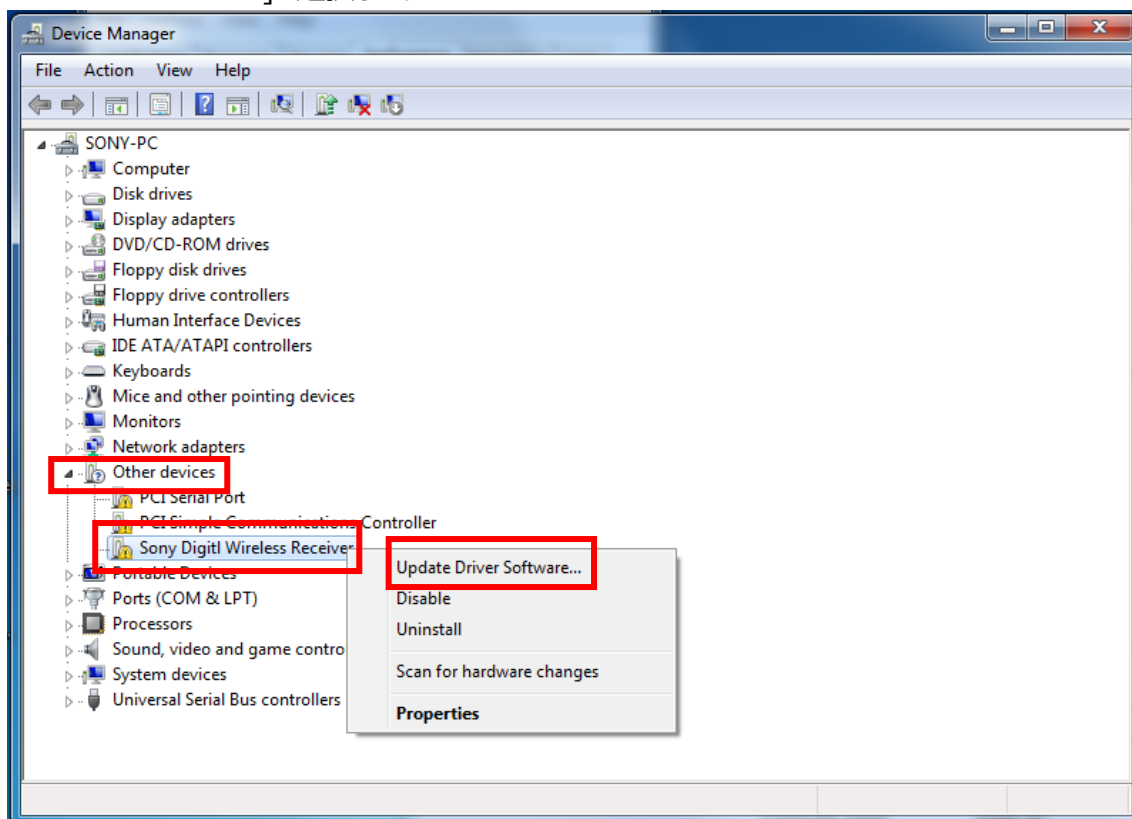 Device Manager
File Action View Help
SONY-PC
Computer
Disk drives
Display adapters
DVD/CD-ROM drives
Floppy disk drives
Floppy drive controllers
Human Interface Devices
IDE ATA/ATAPI controllers
Keyboards
Mice and other pointing devices
Monitors
Network adapters
Other devices
PCI Serial Port
PCI Simple Communications Controller
Sony Digitl Wireless Receiver
Portable Devices
Ports (COM & LPT)
Processors
Sound, video and game contro
System devices
Universal Serial Bus controllers
Update Driver Software...
Disable
Uninstall
Scan for hardware changes
Properties